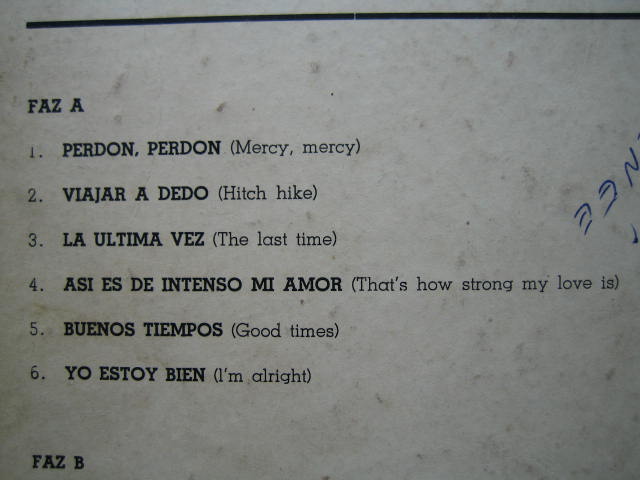 FAZ A
1. PERDON, PERDON (Mercy, mercy)
2. VIAJAR A DEDO (Hitch hike)
3. LA ULTIMA VEZ (The last time)
4. ASI ES DE INTENSO MI AMOR (That's how strong my love is)
5. BUENOS TIEMPOS (Good times)
6. YO ESTOY BIEN (I'm alright)
FAZ B